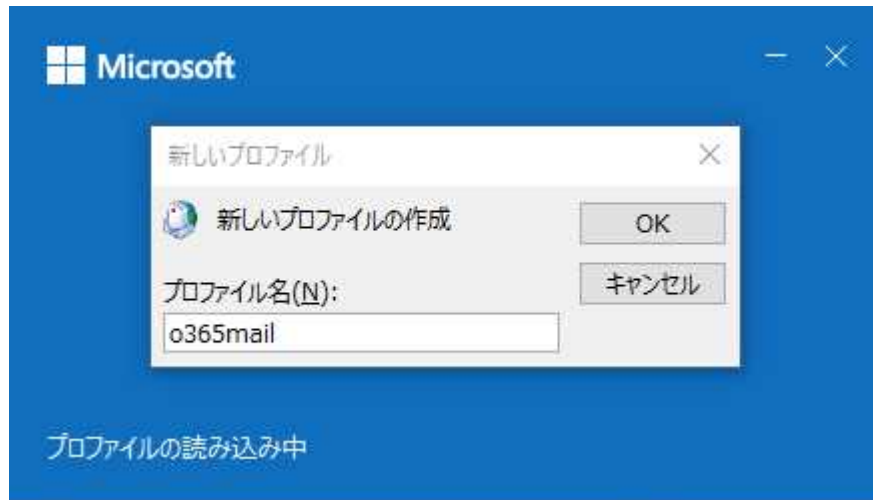 Microsoft
新しいプロファイル
新しいプロファイルの作成
OK
プロファイル名(N):
キャンセル
o365mail
プロファイルの読み込み中